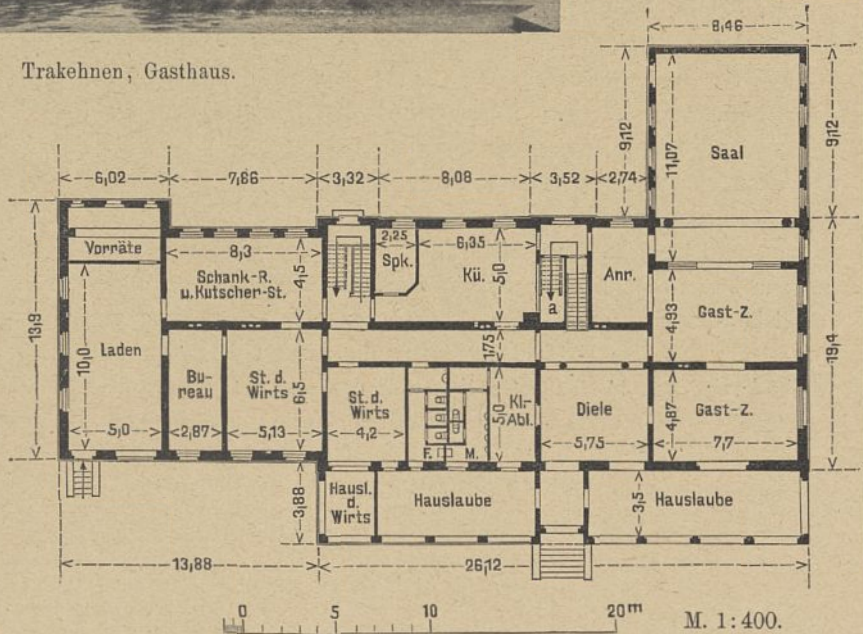 Trakehnen, Gasthaus.
8,46
9,12
11,07
9,12
Saal
6,02
7,86
3,32
8,08
3,52
2,74
13,9
Vorräte
8,3
4,5
Schank-R.
u.Kutscher-St.
2,25
Spk.
6,35
Kü.
5,0
a
Anr.
4,93
Gast-Z.
19,4
10,0
Laden
5,0
Bu-
reau
2,87
St. d.
Wirts
5,13
6,5
1,75
St. d.
Wirts
4,2
F.
M.
5,0
Kl.-
Abl.
Diele
5,75
4,87
Gast-Z.
7,7
3,88
Hausl.
d.
Wirts
Hauslaube
3,5
Hauslaube
13,88
26,12
0
5
10
20m
M. 1:400.